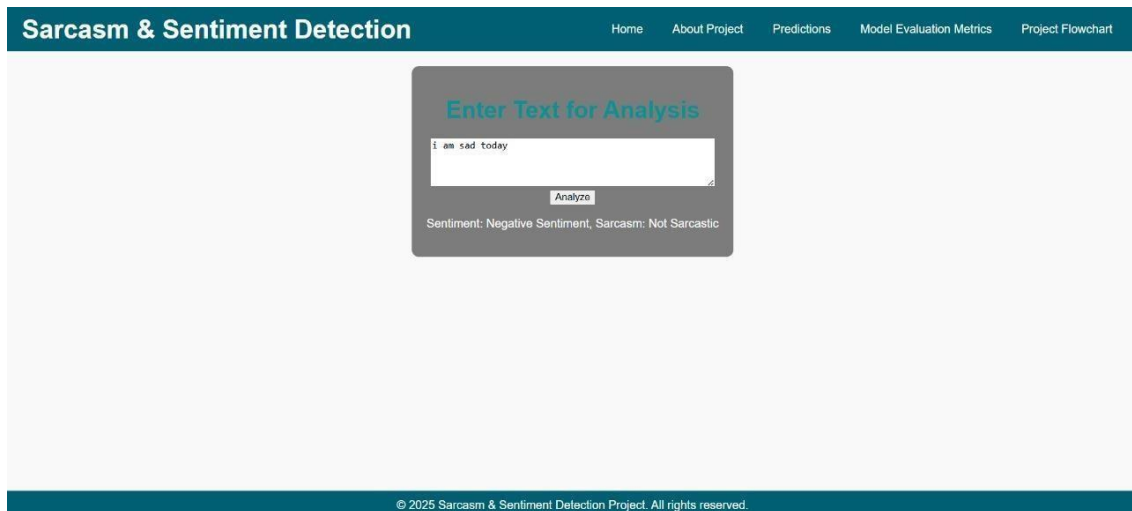 Sarcasm & Sentiment Detection
Home About Project Predictions Model Evaluation Metrics Project Flowchart
Enter Text for Analysis
i am sad today
Analyze
Sentiment: Negative Sentiment, Sarcasm: Not Sarcastic
© 2025 Sarcasm & Sentiment Detection Project. All rights reserved.